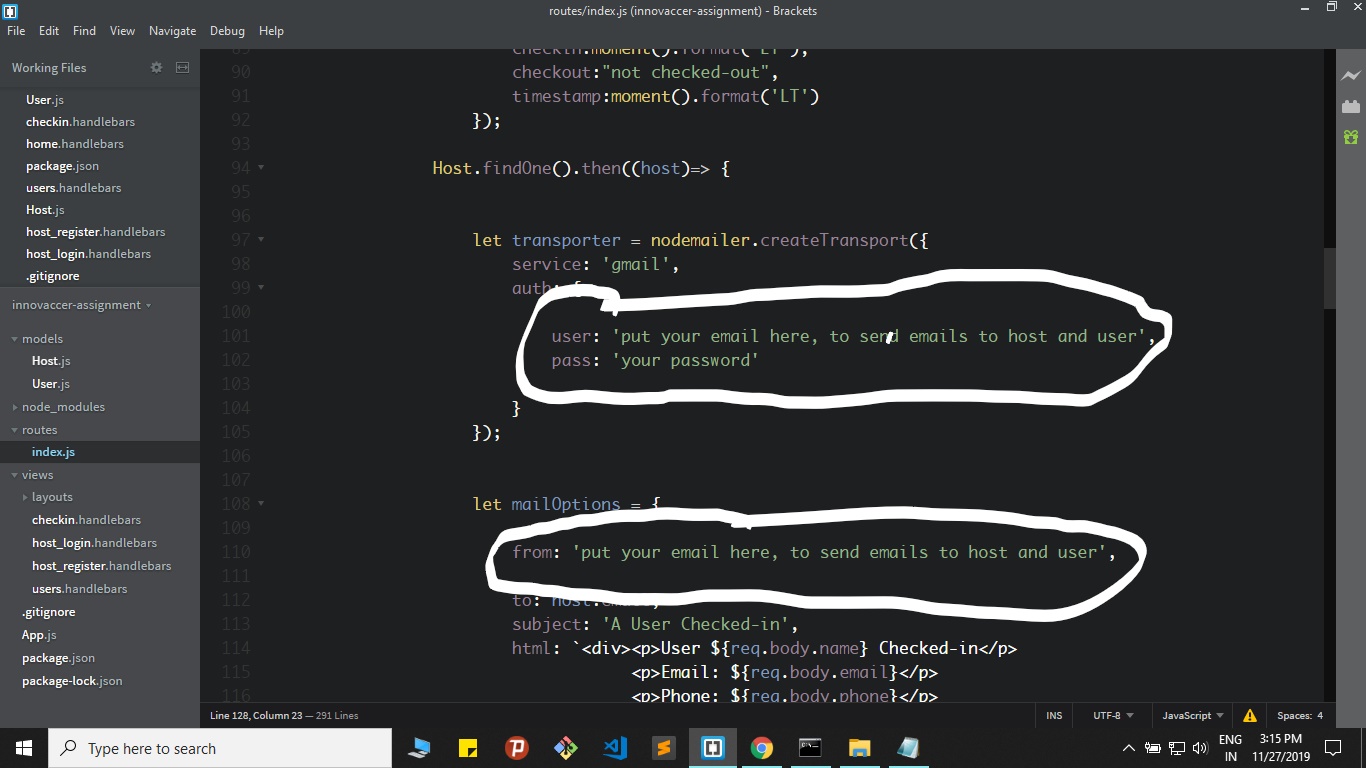 routes/index.js (innovaccer-assignment) - Brackets
File Edit Find View Navigate Debug Help
Working Files
User.js
checkin.handlebars
home.handlebars
package.json
users.handlebars
Host.js
host_register.handlebars
host_login.handlebars
.gitignore
innovaccer-assignment
models
Host.js
User.js
node_modules
routes
index.js
views
layouts
checkin.handlebars
host_login.handlebars
host_register.handlebars
users.handlebars
.gitignore
App.js
package.json
package-lock.json
89 checkin:moment().format('LT'),
90 checkout:"not checked-out",
91 timestamp:moment().format('LT')
92 });
93
94 Host.findOne().then((host)=> {
95
96
97 let transporter = nodemailer.createTransport({
98 service: 'gmail',
99 auth: {
100
101 user: 'put your email here, to send emails to host and user',
102 pass: 'your password'
103
104 }
105 });
106
107
108 let mailOptions = {
109
110 from: 'put your email here, to send emails to host and user',
111
112 to: host.email,
113 subject: 'A User Checked-in',
114 html: `<div><p>User ${req.body.name} Checked-in</p>
115 <p>Email: ${req.body.email}</p>
116 <p>Phone: ${req.body.phone}</p>
Line 128, Column 23 — 291 Lines
INS UTF-8 JavaScript Spaces: 4
Type here to search
ENG 3:15 PM
IN 11/27/2019